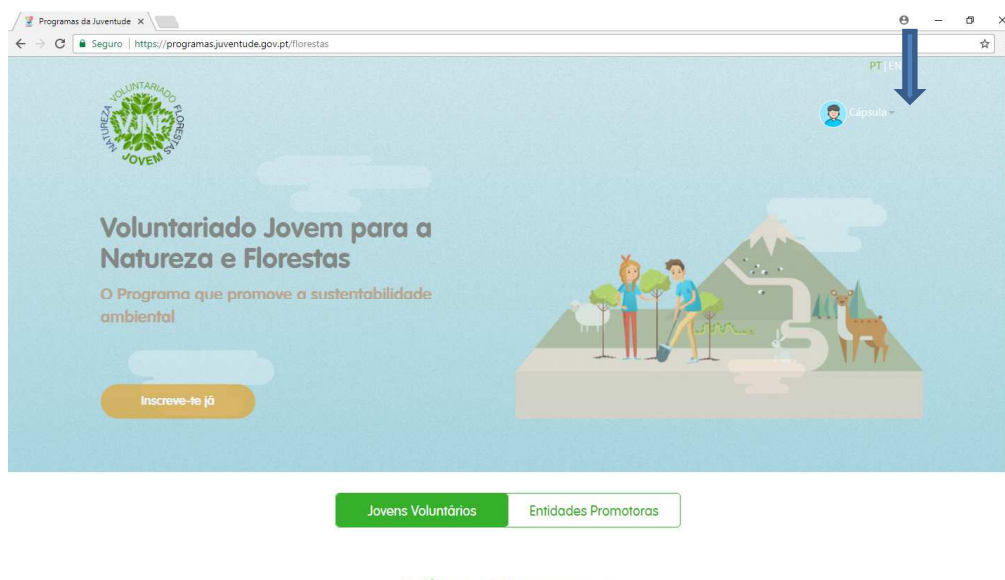 Programas da Juventude
Seguro | https://programas.juventude.gov.pt/florestas
PT | EN
VOLUNTARIADO
NATUREZA
FLORESTAS
VJNF
JOVEM
Cápsula
Voluntariado Jovem para a
Natureza e Florestas
O Programa que promove a sustentabilidade
ambiental
Inscreve-te já
Jovens Voluntários
Entidades Promotoras